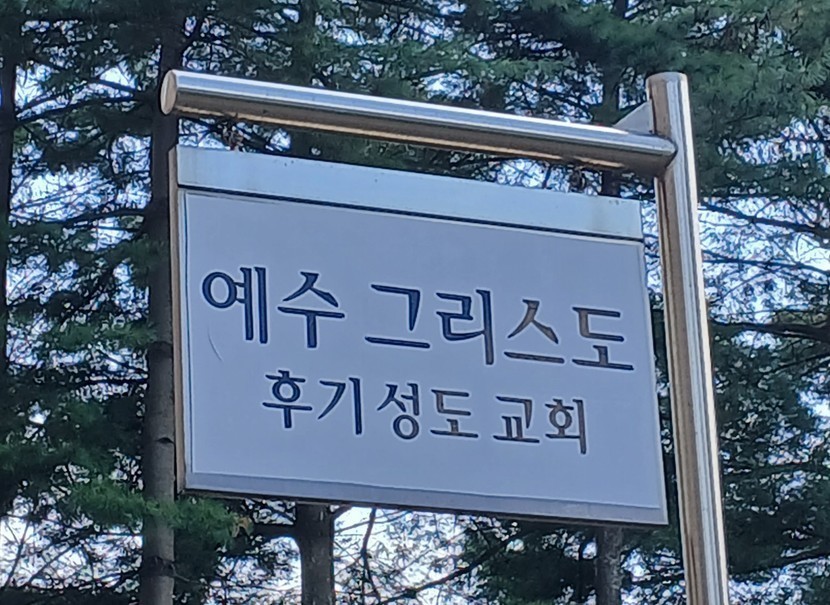 예수 그리스도
후기 성도 교회